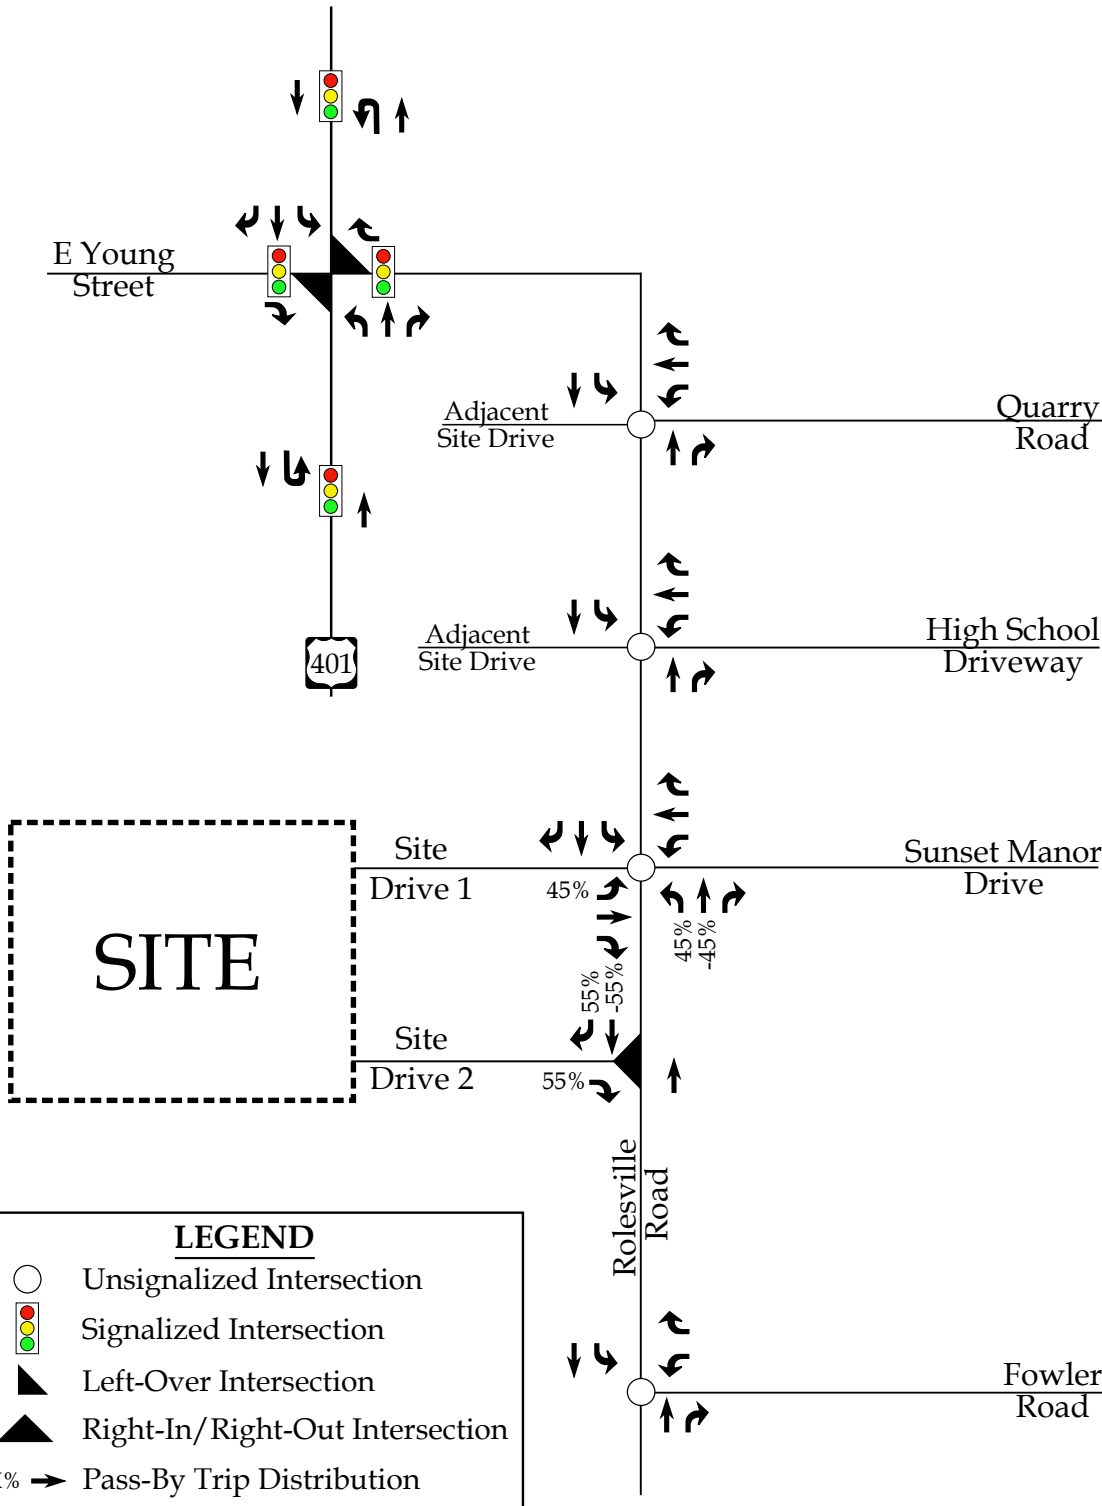 E Young
Street
Adjacent
Site Drive
Quarry
Road
Adjacent
Site Drive
High School
Driveway
401
SITE
Site
Drive 1
45%
Sunset Manor
Drive
45%
-45%
55%
-55%
Site
Drive 2
55%
Rolesville
Road
LEGEND
Unsignalized Intersection
Signalized Intersection
Left-Over Intersection
Right-In/Right-Out Intersection
% Pass-By Trip Distribution
Fowler
Road